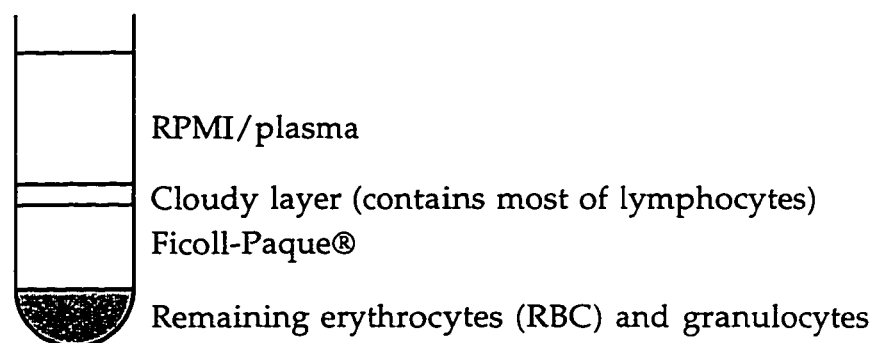 RPMI/plasma
Cloudy layer (contains most of lymphocytes)
Ficoll-Paque®
Remaining erythrocytes (RBC) and granulocytes